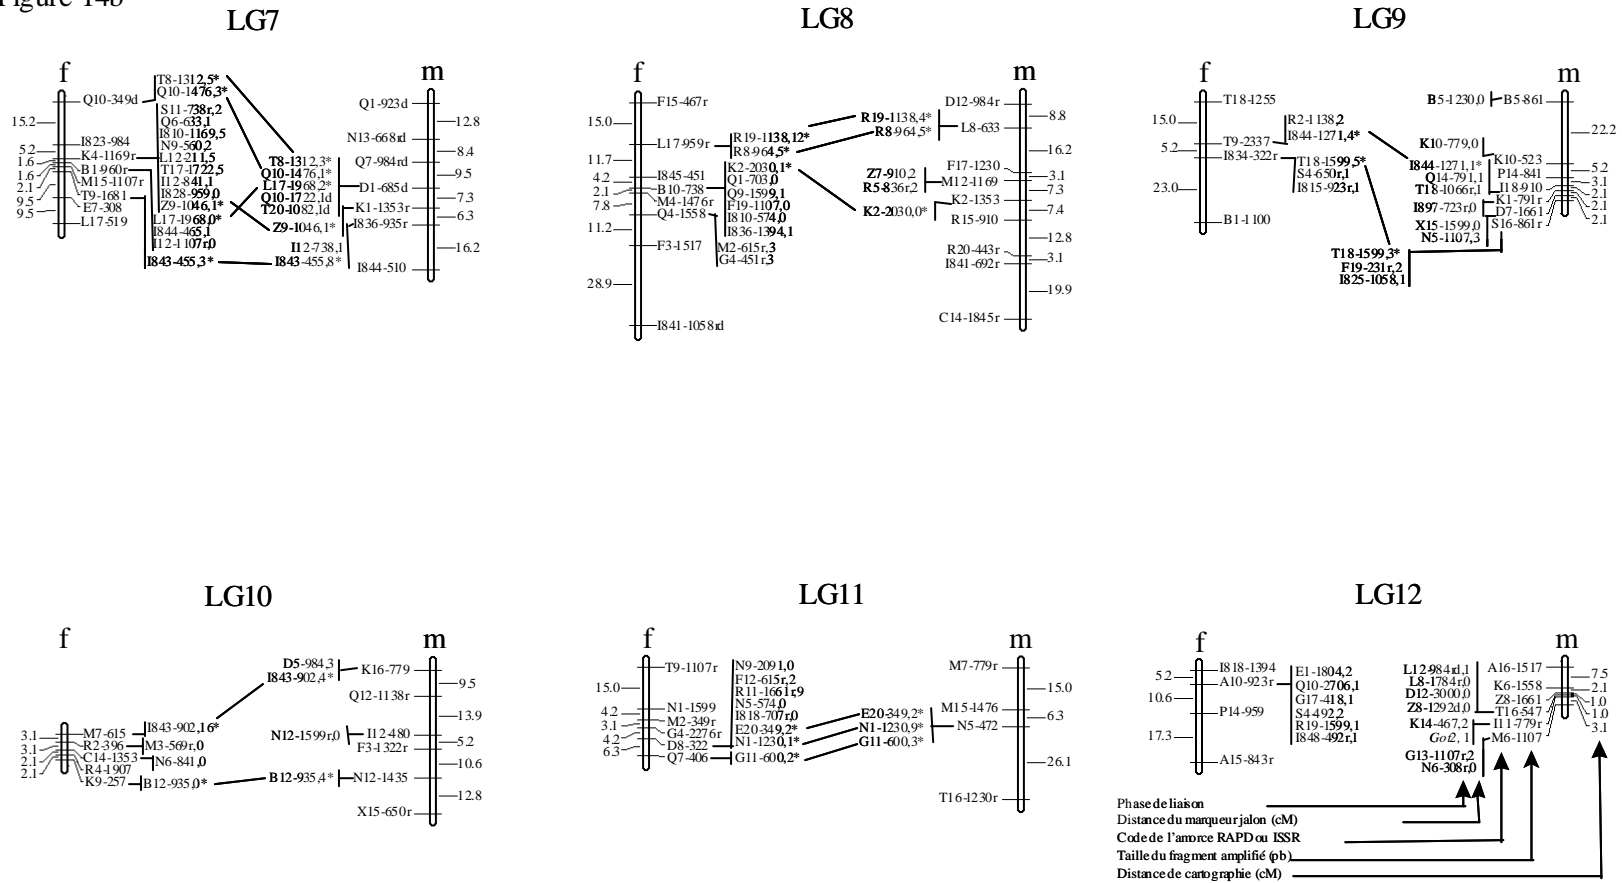 Figure 14b
LG7
f
m
Q10-349d
I823-984
K4-1169r
B1-960r
M15-1107r
T9-1681
E7-308
L17-519
15.2
5.2
1.6
1.6
2.1
9.5
9.5
T8-1312,5*
Q10-1476,3*
S11-738r,2
Q6-633,1
I810-1169,5
N9-560,2
L12-211,5
T17-1722,5
I12-841,1
I828-959,0
Z9-1046,1*
L17-1968,0*
I844-465,1
I12-1107r,0
I843-455,3*
T8-1312,3*
Q10-1476,1*
L17-1968,2*
Q10-1722,1d
T20-1082,1d
Z9-1046,1*
I12-738,1
I843-455,8*
Q1-923d
N13-668rd
Q7-984rd
D1-685d
K1-1353r
I836-935r
I844-510
12.8
8.4
9.5
7.3
6.3
16.2
LG8
f
m
F15-467r
L17-959r
I845-451
B10-738
M4-1476r
Q4-1558
F3-1517
I841-1058rd
15.0
11.7
4.2
2.1
7.8
11.2
28.9
R19-1138,12*
R8-964,5*
K2-2030,1*
Q1-703,0
Q9-1599,1
F19-1107,0
I810-574,0
I836-1394,1
M2-615r,3
G4-451r,3
R19-1138,4*
R8-964,5*
Z7-910,2
R5-836r,2
K2-2030,0*
D12-984r
L8-633
F17-1230
M12-1169
K2-1353
R15-910
R20-443r
I841-692r
C14-1845r
8.8
16.2
3.1
7.3
7.4
12.8
3.1
19.9
LG9
f
m
T18-1255
T9-2337
I834-322r
B1-1100
15.0
5.2
23.0
R2-1138,2
I844-1271,4*
T18-1599,5*
S4-650r,1
I815-923r,1
B5-1230,0
K10-779,0
I844-1271,1*
Q14-791,1
T18-1066r,1
I897-723r,0
X15-1599,0
N5-1107,3
T18-1599,3*
F19-231r,2
I825-1058,1
B5-861
K10-523
P14-841
I18-910
K1-791r
D7-1661
S16-861r
22.2
5.2
3.1
2.1
2.1
2.1
LG10
f
m
M7-615
R2-396
C14-1353
R4-1907
K9-257
3.1
3.1
2.1
2.1
I843-902,16*
M3-569r,0
N6-841,0
B12-935,0*
D5-984,3
I843-902,4*
N12-1599r,0
B12-935,4*
K16-779
Q12-1138r
I12-480
F3-1322r
N12-1435
X15-650r
9.5
13.9
5.2
10.6
12.8
LG11
f
m
T9-1107r
N1-1599
M2-349r
G4-2276r
D8-322
Q7-406
15.0
4.2
3.1
4.2
6.3
N9-2091,0
F12-615r,2
R11-1661r,9
N5-574,0
I818-707r,0
E20-349,2*
N1-1230,1*
G11-600,2*
E20-349,2*
N1-1230,9*
G11-600,3*
M7-779r
M15-1476
N5-472
T16-1230r
15.0
6.3
26.1
LG12
f
m
I818-1394
A10-923r
P14-959
A15-843r
5.2
10.6
17.3
E1-1804,2
Q10-2706,1
G17-418,1
S4-492,2
R19-1599,1
I848-492r,1
L12-984rd,1
L8-1784r,0
D12-3000,0
Z8-1292d,0
K14-467,2
Got2, 1
G13-1107r,2
N6-308r,0
A16-1517
K6-1558
Z8-1661
T16-547
I11-779r
M6-1107
7.5
2.1
1.0
1.0
3.1
Phase de liaison
Distance du marqueur jalon (cM)
Code de l'amorce RAPD ou ISSR
Taille du fragment amplifié (pb)
Distance de cartographie (cM)